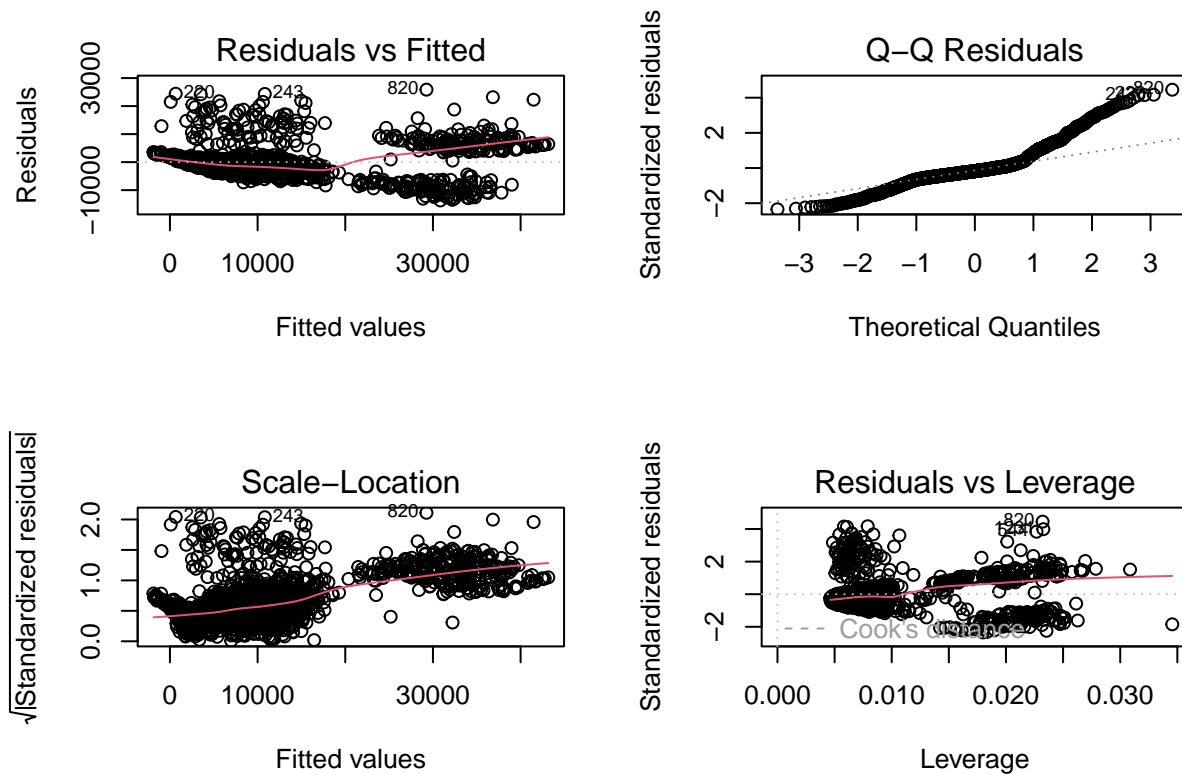 Residuals vs Fitted
Residuals
30000
−10000
220
243
820
0
10000
30000
Fitted values
Q−Q Residuals
Standardized residuals
2
−2
820
−3
−2
−1
0
1
2
3
Theoretical Quantiles
Scale−Location
√|Standardized residuals|
2.0
1.0
0.0
220
243
820
0
10000
30000
Fitted values
Residuals vs Leverage
Standardized residuals
2
−2
820
Cook's distance
0.000
0.010
0.020
0.030
Leverage